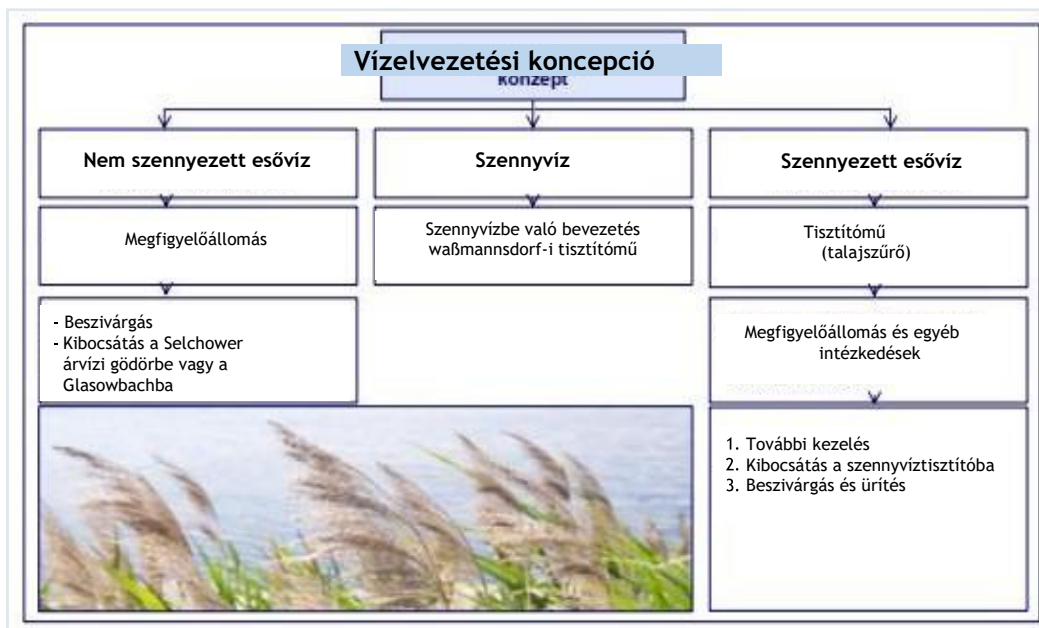 Vízelvezetési koncepció
konzept
Nem szennyezett esővíz
Szennyvíz
Szennyezett esővíz
Megfigyelőállomás
Szennyvízbe való bevezetés
waßmannsdorf-i tisztítómű
Tisztítómű
(talajszűrő)
- Beszivárgás
- Kibocsátás a Selchower
árvízi gödörbe vagy a
Glasowbachba
Megfigyelőállomás és egyéb
intézkedések
1. További kezelés
2. Kibocsátás a szennyvíztisztítóba
3. Beszivárgás és ürítés